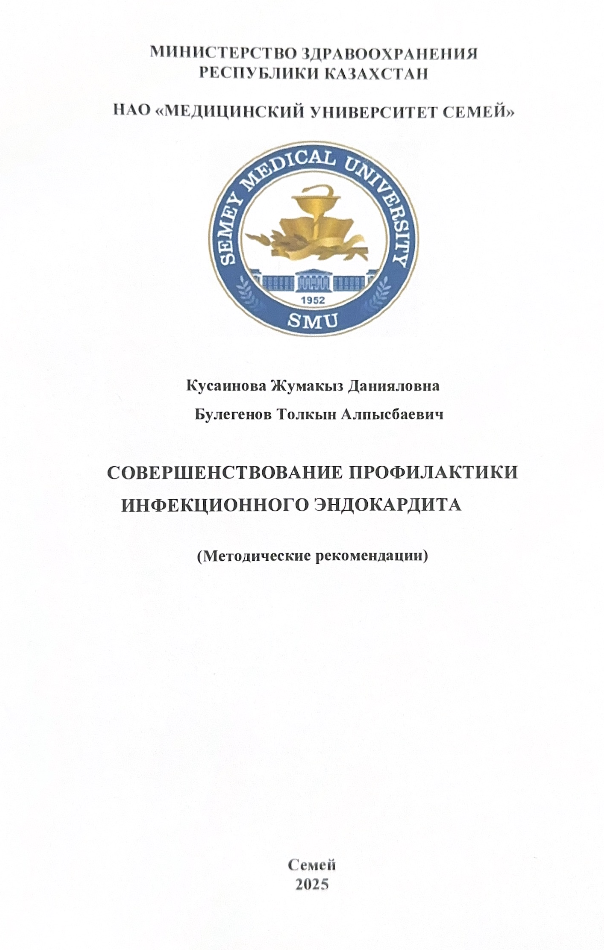 МИНИСТЕРСТВО ЗДРАВООХРАНЕНИЯ
РЕСПУБЛИКИ КАЗАХСТАН
НАО «МЕДИЦИНСКИЙ УНИВЕРСИТЕТ СЕМЕЙ»
SEMEY MEDICAL UNIVERSITY
1952
SMU
Кусаинова Жумакыз Данияловна
Булегенов Толкын Алпысбаевич
СОВЕРШЕНСТВОВАНИЕ ПРОФИЛАКТИКИ
ИНФЕКЦИОННОГО ЭНДОКАРДИТА
(Методические рекомендации)
Семей
2025